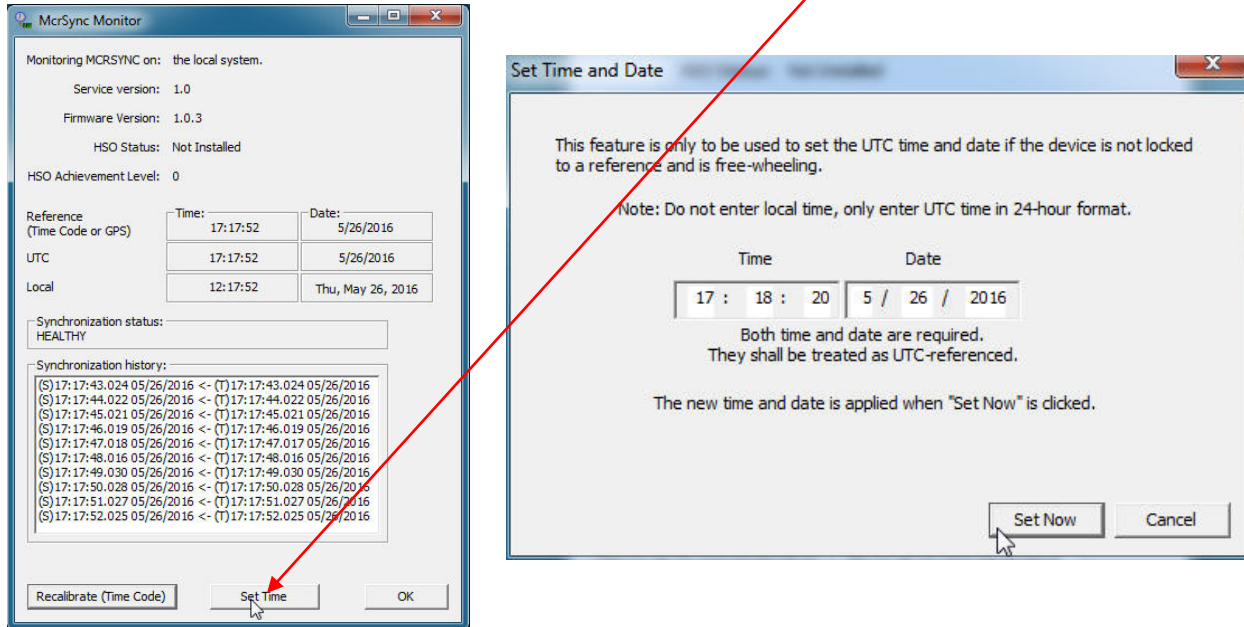 McrSync Monitor
Monitoring MCRSYNC on: the local system.
Service version: 1.0
Firmware Version: 1.0.3
HSO Status: Not Installed
HSO Achievement Level: 0
Time: Date:
Reference
(Time Code or GPS) 17:17:52 5/26/2016
UTC 17:17:52 5/26/2016
Local 12:17:52 Thu, May 26, 2016
Synchronization status:
HEALTHY
Synchronization history:
(S)17:17:43.024 05/26/2016 <- (T)17:17:43.024 05/26/2016
(S)17:17:44.022 05/26/2016 <- (T)17:17:44.022 05/26/2016
(S)17:17:45.021 05/26/2016 <- (T)17:17:45.021 05/26/2016
(S)17:17:46.019 05/26/2016 <- (T)17:17:46.019 05/26/2016
(S)17:17:47.018 05/26/2016 <- (T)17:17:47.017 05/26/2016
(S)17:17:48.016 05/26/2016 <- (T)17:17:48.016 05/26/2016
(S)17:17:49.030 05/26/2016 <- (T)17:17:49.030 05/26/2016
(S)17:17:50.028 05/26/2016 <- (T)17:17:50.028 05/26/2016
(S)17:17:51.027 05/26/2016 <- (T)17:17:51.027 05/26/2016
(S)17:17:52.025 05/26/2016 <- (T)17:17:52.025 05/26/2016
Recalibrate (Time Code) Set Time OK
Set Time and Date
This feature is only to be used to set the UTC time and date if the device is not locked
to a reference and is free-wheeling.
Note: Do not enter local time, only enter UTC time in 24-hour format.
Time Date
17 : 18 : 20 5 / 26 / 2016
Both time and date are required.
They shall be treated as UTC-referenced.
The new time and date is applied when "Set Now" is clicked.
Set Now Cancel